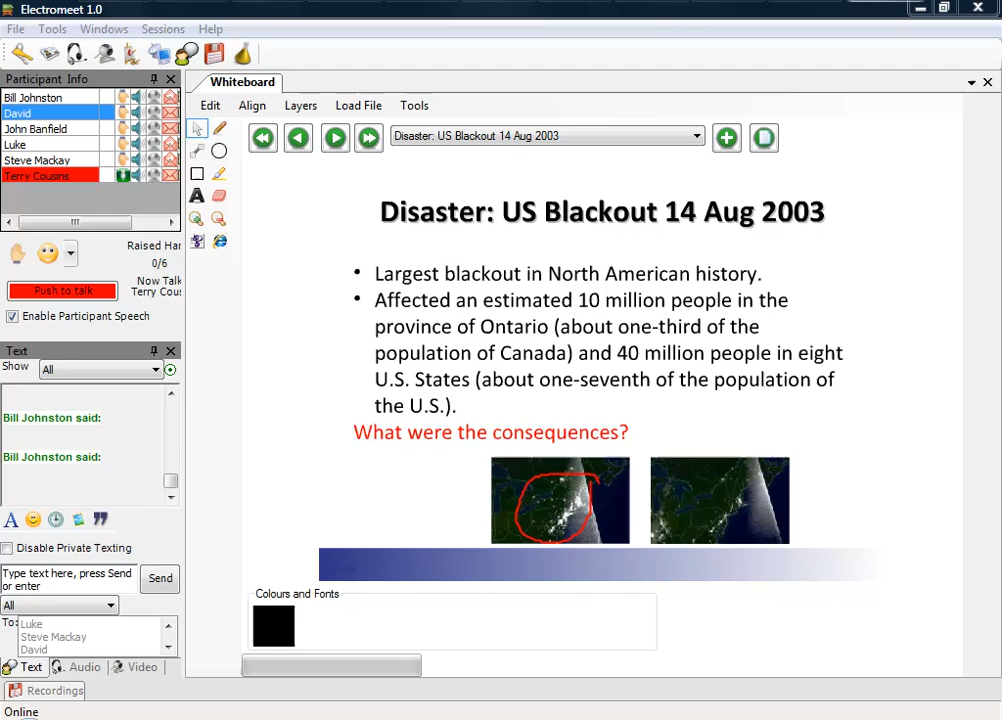 Electromeet 1.0
File Tools Windows Sessions Help
Participant Info
Bill Johnston
David
John Banfield
Luke
Steve Mackay
Terry Cousins
Raised Har
0/6
Now Talk
Push to talk
Terry Cous
Enable Participant Speech
Text
Show All
Bill Johnston said:
Bill Johnston said:
Disable Private Texting
Type text here, press Send
or enter
Send
All
To:
Luke
Steve Mackay
David
Text Audio Video
Recordings
Online
Whiteboard
Edit Align Layers Load File Tools
Disaster: US Blackout 14 Aug 2003
Disaster: US Blackout 14 Aug 2003
• Largest blackout in North American history.
• Affected an estimated 10 million people in the
province of Ontario (about one-third of the
population of Canada) and 40 million people in eight
U.S. States (about one-seventh of the population of
the U.S.).
What were the consequences?
Colours and Fonts